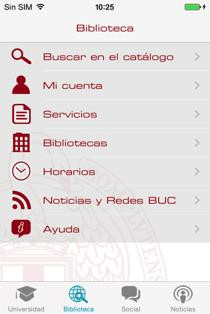 Sin SIM 10:25
Biblioteca
Buscar en el catálogo
Mi cuenta
Servicios
Bibliotecas
Horarios
Noticias y Redes BUC
Ayuda
Universidad Biblioteca Social Noticias